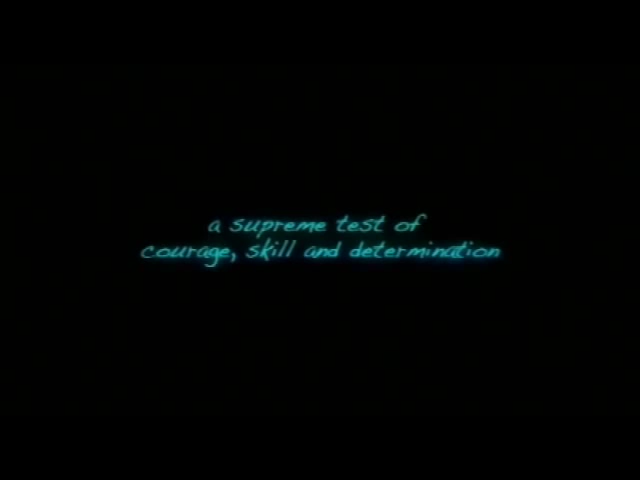 a supreme test of
courage, skill and determination